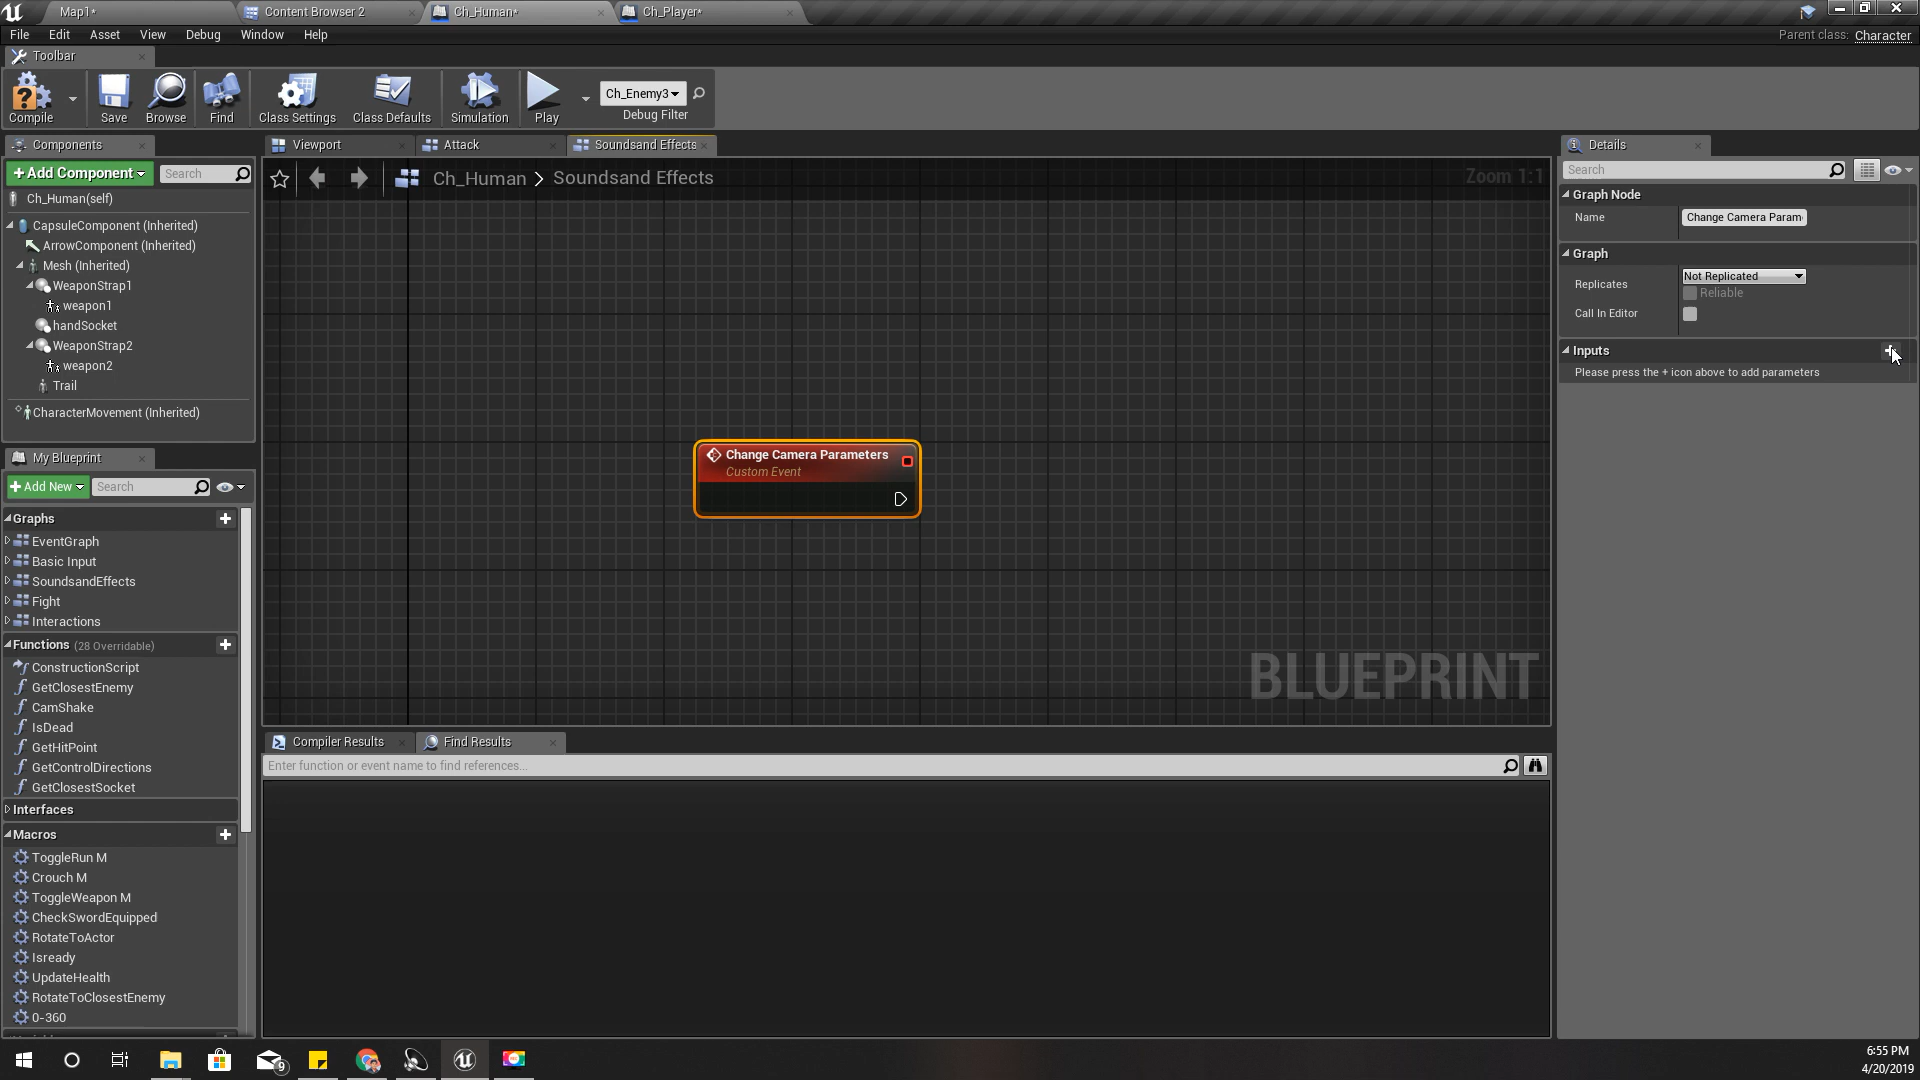 Map1*
Content Browser 2
Ch_Human*
Ch_Player*
File
Edit
Asset
View
Debug
Window
Help
Parent class:
Character
Toolbar
Compile
Save
Browse
Find
Class Settings
Class Defaults
Simulation
Play
Ch_Enemy3
Debug Filter
Components
+Add Component
Search
Ch_Human(self)
CapsuleComponent (Inherited)
ArrowComponent (Inherited)
Mesh (Inherited)
WeaponStrap1
weapon1
handSocket
WeaponStrap2
weapon2
Trail
CharacterMovement (Inherited)
My Blueprint
+Add New
Search
Graphs
EventGraph
Basic Input
SoundsandEffects
Fight
Interactions
Functions (28 Overridable)
ConstructionScript
GetClosestEnemy
CamShake
IsDead
GetHitPoint
GetControlDirections
GetClosestSocket
Interfaces
Macros
ToggleRun M
Crouch M
ToggleWeapon M
CheckSwordEquipped
RotateToActor
Isready
UpdateHealth
RotateToClosestEnemy
0-360
Viewport
Attack
Soundsand Effects
Ch_Human > Soundsand Effects
Zoom 1:1
Change Camera Parameters
Custom Event
BLUEPRINT
Compiler Results
Find Results
Enter function or event name to find references...
Details
Search
Graph Node
Name
Change Camera Param
Graph
Replicates
Not Replicated
Reliable
Call In Editor
Inputs
Please press the + icon above to add parameters
9
6:55 PM
4/20/2019